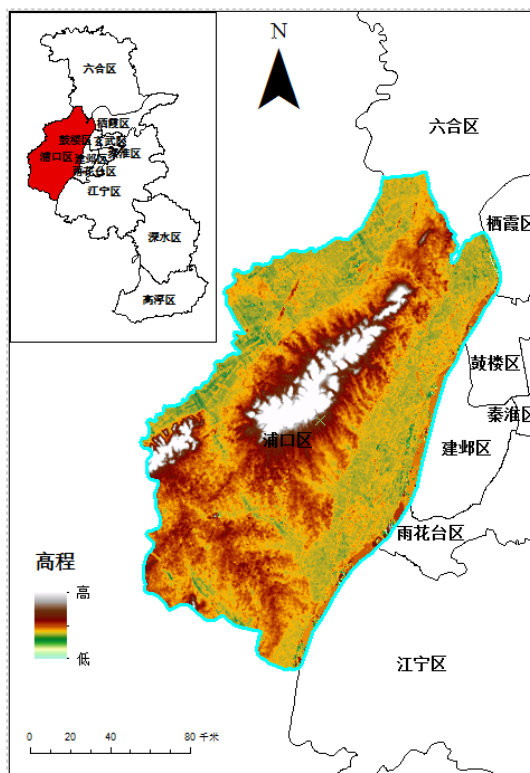 六合区
栖霞区
鼓楼区
玄武区
浦口区
秦淮区
建邺区
雨花台区
江宁区
深水区
高淳区
N
六合区
栖霞区
鼓楼区
秦淮区
建邺区
浦口区
雨花台区
江宁区
高程
高
低
0 20 40 80 千米